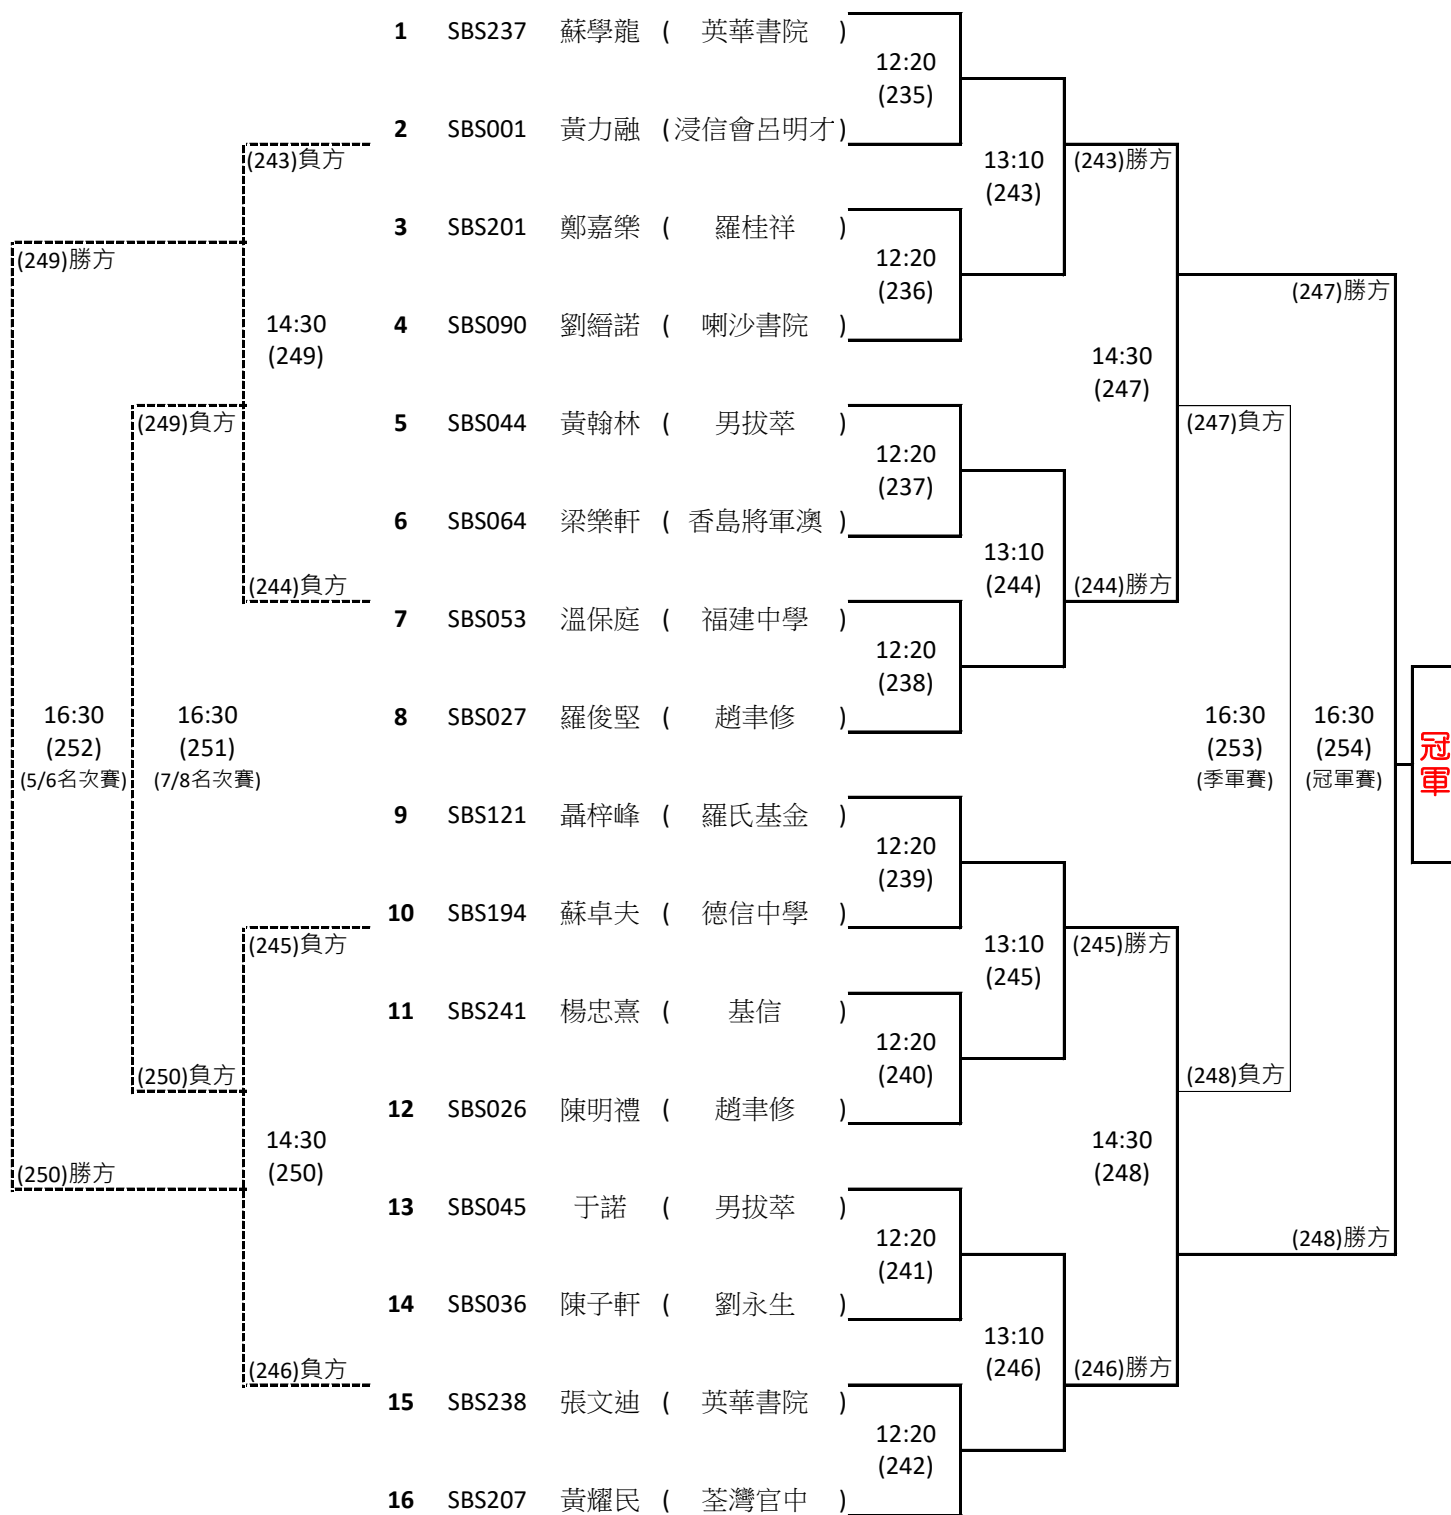 1 SBS237 蘇學龍 ( 英華書院 )
12:20
(235)
2 SBS001 黃力融 ( 浸信會呂明才 )
(243)負方
13:10
(243)
(243)勝方
3 SBS201 鄭嘉樂 ( 羅桂祥 )
(249)勝方
12:20
(236)
(247)勝方
4 SBS090 劉縉諾 ( 喇沙書院 )
14:30
(249)
14:30
(247)
5 SBS044 黃翰林 ( 男拔萃 )
(249)負方
(247)負方
12:20
(237)
6 SBS064 梁樂軒 ( 香島將軍澳 )
13:10
(244)
(244)負方
(244)勝方
7 SBS053 溫保庭 ( 福建中學 )
12:20
(238)
8 SBS027 羅俊堅 ( 趙聿修 )
16:30
(252)
(5/6名次賽)
16:30
(251)
(7/8名次賽)
16:30
(253)
(季軍賽)
16:30
(254)
(冠軍賽)
冠
軍
9 SBS121 聶梓峰 ( 羅氏基金 )
12:20
(239)
10 SBS194 蘇卓夫 ( 德信中學 )
(245)負方
13:10
(245)
(245)勝方
11 SBS241 楊忠熹 ( 基信 )
12:20
(240)
(250)負方
(248)負方
12 SBS026 陳明禮 ( 趙聿修 )
14:30
(250)
14:30
(248)
(250)勝方
13 SBS045 于諾 ( 男拔萃 )
12:20
(241)
(248)勝方
14 SBS036 陳子軒 ( 劉永生 )
13:10
(246)
(246)負方
(246)勝方
15 SBS238 張文迪 ( 英華書院 )
12:20
(242)
16 SBS207 黃耀民 ( 荃灣官中 )